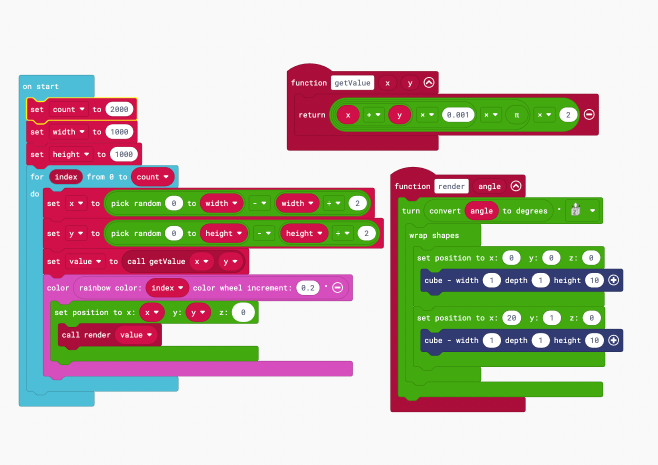 on start
set count to 2000
set width to 1000
set height to 1000
for index from 0 to count
do
set x to pick random 0 to width - width ÷ 2
set y to pick random 0 to height - height ÷ 2
set value to call getValue x y
color rainbow color: index color wheel increment: 0.2 °
set position to x: x y: y z: 0
call render value
function getValue x y
return x + y × 0.001 × π × 2
function render angle
turn convert angle to degrees °
wrap shapes
set position to x: 0 y: 0 z: 0
cube - width 1 depth 1 height 10
set position to x: 20 y: 1 z: 0
cube - width 1 depth 1 height 10